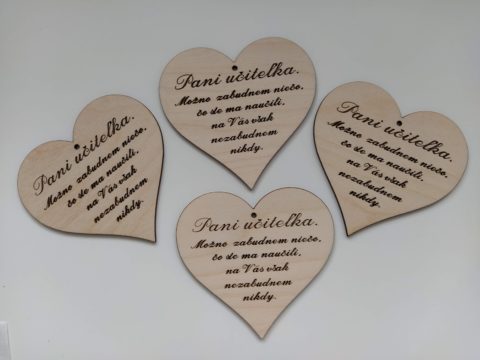 Pani učiteľka.
Možno zabudnem niečo,
čo ste ma naučili,
na Vás však
nezabudnem
nikdy.
Pani učiteľka.
Možno zabudnem niečo,
čo ste ma naučili,
na Vás však
nezabudnem
nikdy.
Pani učiteľka.
Možno zabudnem niečo,
čo ste ma naučili,
na Vás však
nezabudnem
nikdy.
Pani učiteľka.
Možno zabudnem niečo,
čo ste ma naučili,
na Vás však
nezabudnem
nikdy.